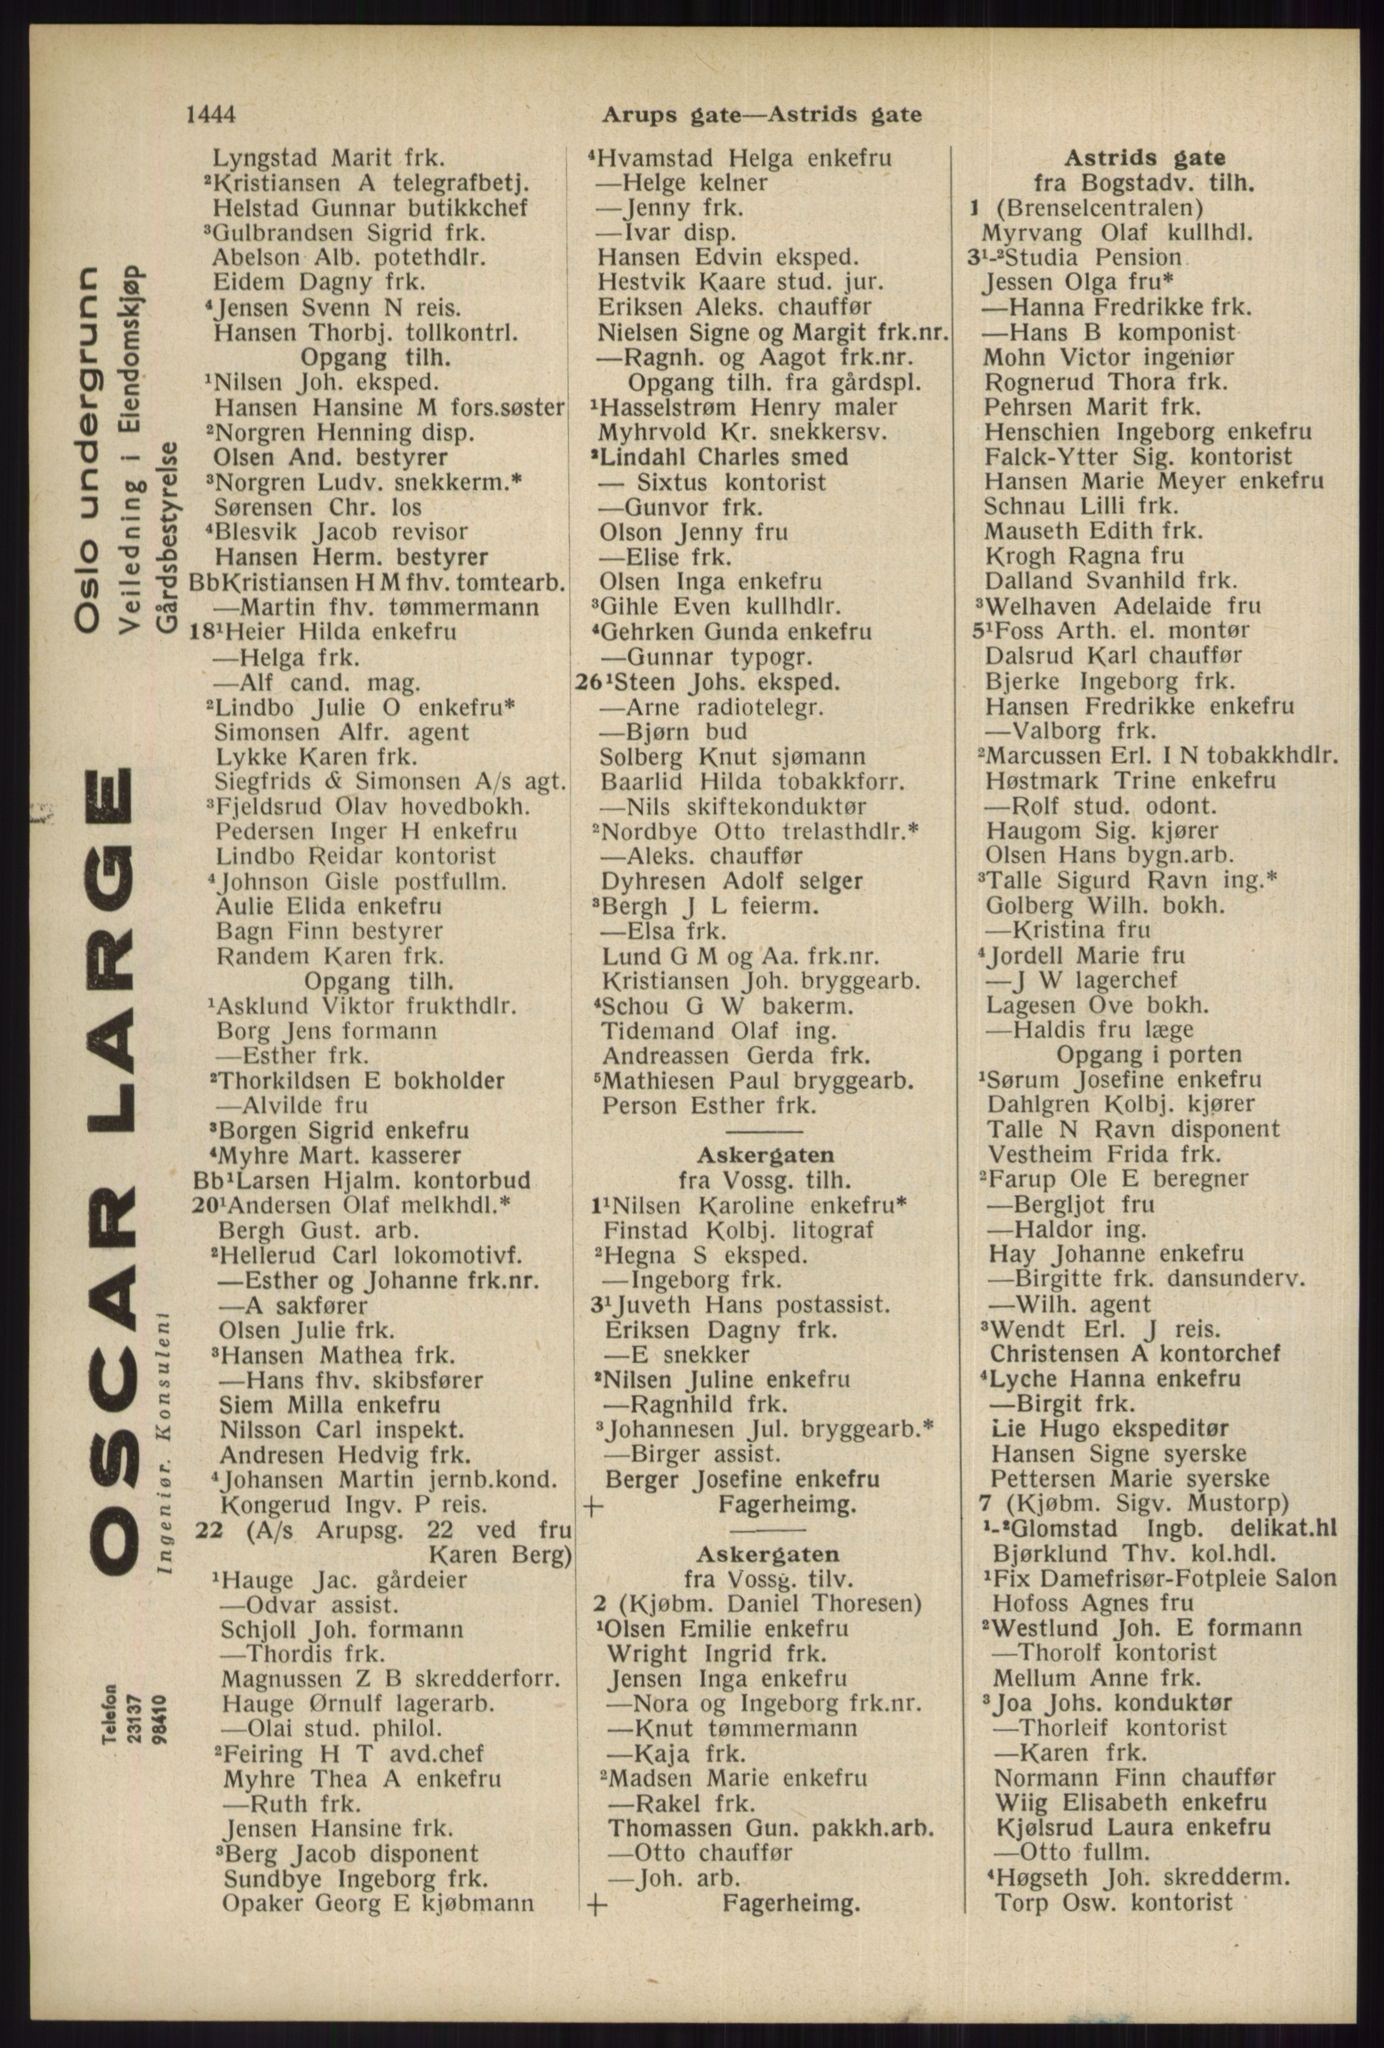 1444
Arups gate—Astrids gate
Lyngstad Marit frk.
²Kristiansen A telegrafbetj.
Helstad Gunnar butikkchef
³Gulbrandsen Sigrid frk.
Abelson Alb. potethdlr.
Eidem Dagny frk.
⁴Jensen Svenn N reis.
Hansen Thorbj. tollkontrl.
Opgang tilh.
¹Nilsen Joh. eksped.
Hansen Hansine M fors.søster
²Norgren Henning disp.
Olsen And. bestyrer
³Norgren Ludv. snekkerm.*
Sørensen Chr. los
⁴Blesvik Jacob revisor
Hansen Herm. bestyrer
BbKristiansen H M fhv. tomtearb.
—Martin fhv. tømmermann
18¹Heier Hilda enkefru
—Helga frk.
—Alf cand. mag.
²Lindbo Julie O enkefru*
Simonsen Alfr. agent
Lykke Karen frk.
Siegfrids & Simonsen A/s agt.
³Fjeldsrud Olav hovedbokh.
Pedersen Inger H enkefru
Lindbo Reidar kontorist
⁴Johnson Gisle postfullm.
Aulie Elida enkefru
Bagn Finn bestyrer
Randem Karen frk.
Opgang tilh.
¹Asklund Viktor frukthdlr.
Borg Jens formann
—Esther frk.
²Thorkildsen E bokholder
—Alvilde fru
³Borgen Sigrid enkefru
⁴Myhre Mart. kasserer
Bb¹Larsen Hjalm. kontorbud
20¹Andersen Olaf melkhdl.*
Bergh Gust. arb.
²Hellerud Carl lokomotivf.
—Esther og Johanne frk.nr.
—A sakfører
Olsen Julie frk.
³Hansen Mathea frk.
—Hans fhv. skibsfører
Siem Milla enkefru
Nilsson Carl inspekt.
Andresen Hedvig frk.
⁴Johansen Martin jernb.kond.
Kongerud Ingv. P reis.
22 (A/s Arupsg. 22 ved fru
Karen Berg)
¹Hauge Jac. gårdeier
—Odvar assist.
Schjoll Joh. formann
—Thordis frk.
Magnussen Z B skredderforr.
Hauge Ørnulf lagerarb.
—Olai stud. philol.
²Feiring H T avd.chef
Myhre Thea A enkefru
—Ruth frk.
Jensen Hansine frk.
³Berg Jacob disponent
Sundbye Ingeborg frk.
Opaker Georg E kjøbmann
⁴Hvamstad Helga enkefru
—Helge kelner
—Jenny frk.
—Ivar disp.
Hansen Edvin eksped.
Hestvik Kaare stud. jur.
Eriksen Aleks. chauffør
Nielsen Signe og Margit frk.nr.
—Ragnh. og Aagot frk.nr.
Opgang tilh. fra gårdspl.
¹Hasselstrøm Henry maler
Myhrvold Kr. snekkersv.
²Lindahl Charles smed
— Sixtus kontorist
—Gunvor frk.
Olson Jenny fru
—Elise frk.
Olsen Inga enkefru
³Gihle Even kullhdlr.
⁴Gehrken Gunda enkefru
—Gunnar typogr.
26¹Steen Johs. eksped.
—Arne radiotelegr.
—Bjørn bud
Solberg Knut sjømann
Baarlid Hilda tobakkforr.
—Nils skiftekonduktør
²Nordbye Otto trelasthdlr.*
—Aleks. chauffør
Dyhresen Adolf selger
³Bergh J L feierm.
—Elsa frk.
Lund G M og Aa. frk.nr.
Kristiansen Joh. bryggearb.
⁴Schou G W bakerm.
Tidemand Olaf ing.
Andreassen Gerda frk.
⁵Mathiesen Paul bryggearb.
Person Esther frk.
Askergaten
fra Vossg. tilh.
1¹Nilsen Karoline enkefru*
Finstad Kolbj. litograf
²Hegna S eksped.
—Ingeborg frk.
3¹Juveth Hans postassist.
Eriksen Dagny frk.
—E snekker
²Nilsen Juline enkefru
—Ragnhild frk.
³Johannesen Jul. bryggearb.*
—Birger assist.
Berger Josefine enkefru
+ Fagerheimg.
Askergaten
fra Vossg. tilv.
2 (Kjøbm. Daniel Thoresen)
¹Olsen Emilie enkefru
Wright Ingrid frk.
Jensen Inga enkefru
—Nora og Ingeborg frk.nr.
—Knut tømmermann
—Kaja frk.
²Madsen Marie enkefru
—Rakel frk.
Thomassen Gun. pakkh.arb.
—Otto chauffør
—Joh. arb.
+ Fagerheimg.
Astrids gate
fra Bogstadv. tilh.
1 (Brenselcentralen)
Myrvang Olaf kullhdl.
3¹-²Studia Pension
Jessen Olga fru*
—Hanna Fredrikke frk.
—Hans B komponist
Mohn Victor ingeniør
Rognerud Thora frk.
Pehrsen Marit frk.
Henschien Ingeborg enkefru
Falck-Ytter Sig. kontorist
Hansen Marie Meyer enkefru
Schnau Lilli frk.
Mauseth Edith frk.
Krogh Ragna fru
Dalland Svanhild frk.
³Welhaven Adelaide fru
5¹Foss Arth. el. montør
Dalsrud Karl chauffør
Bjerke Ingeborg frk.
Hansen Fredrikke enkefru
—Valborg frk.
²Marcussen Erl. I N tobakkhdlr.
Høstmark Trine enkefru
—Rolf stud. odont.
Haugom Sig. kjører
Olsen Hans bygn.arb.
³Talle Sigurd Ravn ing.*
Golberg Wilh. bokh.
—Kristina fru
⁴Jordell Marie fru
—J W lagerchef
Lagesen Ove bokh.
—Haldis fru læge
Opgang i porten
¹Sørum Josefine enkefru
Dahlgren Kolbj. kjører
Talle N Ravn disponent
Vestheim Frida frk.
²Farup Ole E beregner
—Bergljot fru
—Haldor ing.
Hay Johanne enkefru
—Birgitte frk. dansunderv.
—Wilh. agent
³Wendt Erl. J reis.
Christensen A kontorchef
⁴Lyche Hanna enkefru
—Birgit frk.
Lie Hugo ekspeditør
Hansen Signe syerske
Pettersen Marie syerske
7 (Kjøbm. Sigv. Mustorp)
¹-²Glomstad Ingb. delikat.hl
Bjørklund Thv. kol.hdl.
¹Fix Damefrisør-Fotpleie Salon
Hofoss Agnes fru
²Westlund Joh. E formann
—Thorolf kontorist
Mellum Anne frk.
³Joa Johs. konduktør
—Thorleif kontorist
—Karen frk.
Normann Finn chauffør
Wiig Elisabeth enkefru
Kjølsrud Laura enkefru
—Otto fullm.
⁴Høgseth Joh. skredderm.
Torp Osw. kontorist
Oslo undergrunn
Veiledning i Eiendomskjøp
Gårdsbestyrelse
OSCAR LARGE
Ingeniør. Konsulent
Telefon
23137
98410